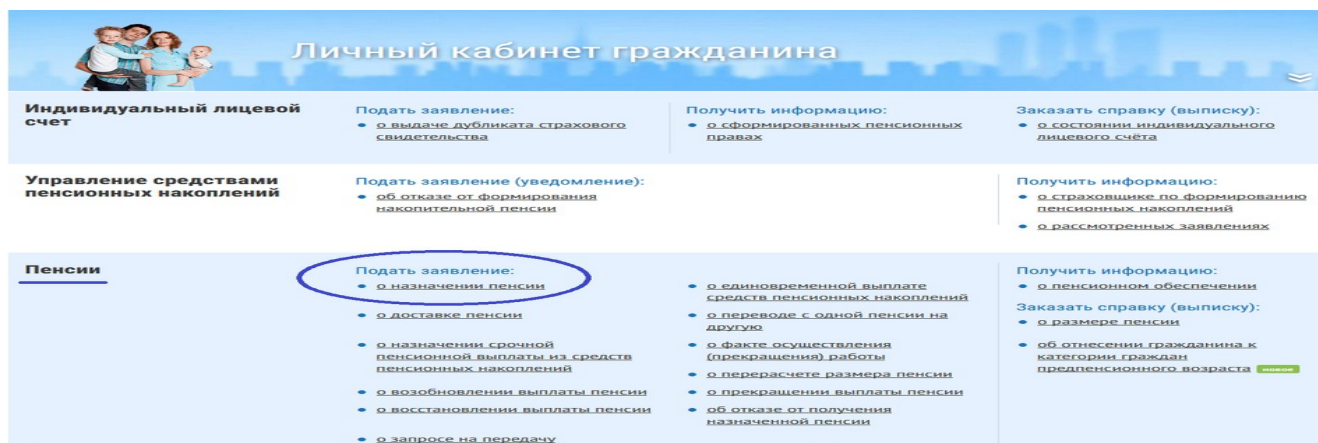 Личный кабинет гражданина
Индивидуальный лицевой
счет
Подать заявление:
о выдаче дубликата страхового
свидетельства
Получить информацию:
о сформированных пенсионных
правах
Заказать справку (выписку):
о состоянии индивидуального
лицевого счёта
Управление средствами
пенсионных накоплений
Подать заявление (уведомление):
об отказе от формирования
накопительной пенсии
Получить информацию:
о страховщике по формированию
пенсионных накоплений
о рассмотренных заявлениях
Пенсии
Подать заявление:
о назначении пенсии
о доставке пенсии
о назначении срочной
пенсионной выплаты из средств
пенсионных накоплений
о возобновлении выплаты пенсии
о восстановлении выплаты пенсии
о запросе на передачу
о единовременной выплате
средств пенсионных накоплений
о переводе с одной пенсии на
другую
о факте осуществления
(прекращения) работы
о перерасчете размера пенсии
о прекращении выплаты пенсии
об отказе от получения
назначенной пенсии
Получить информацию:
о пенсионном обеспечении
Заказать справку (выписку):
о размере пенсии
об отнесении гражданина к
категории граждан
предпенсионного возраста новое